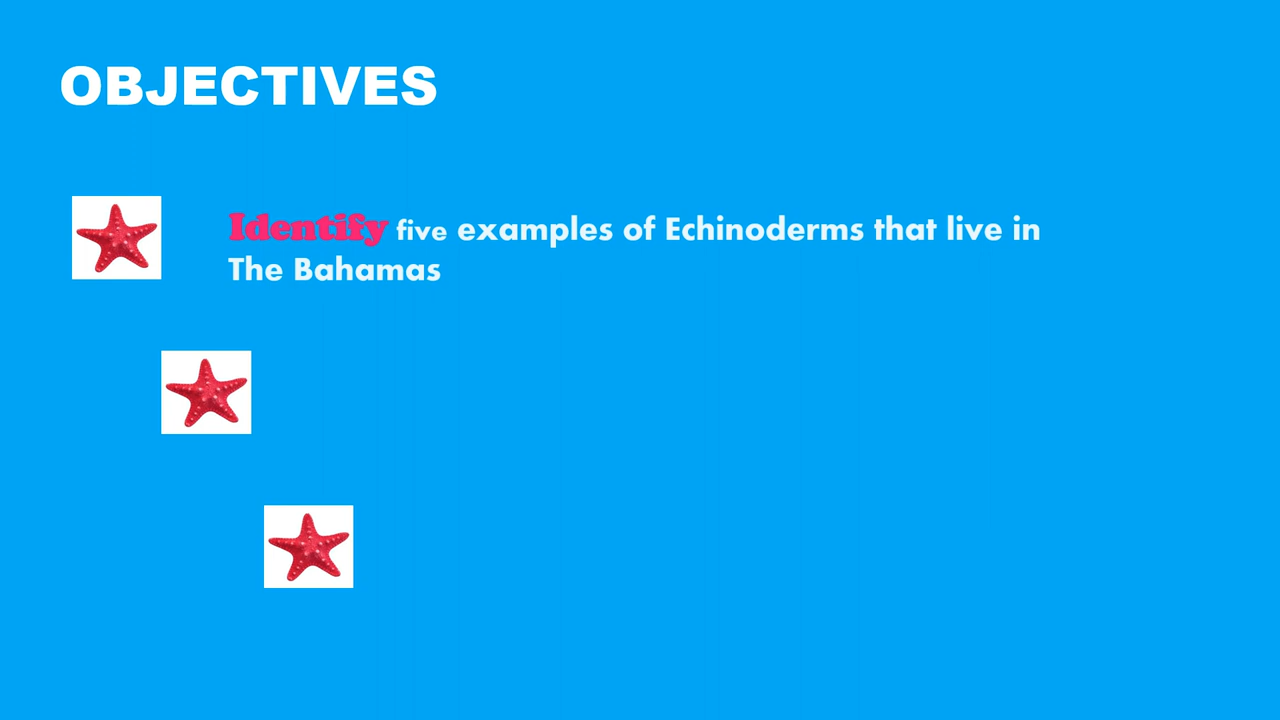 OBJECTIVES
Identify five examples of Echinoderms that live in
The Bahamas